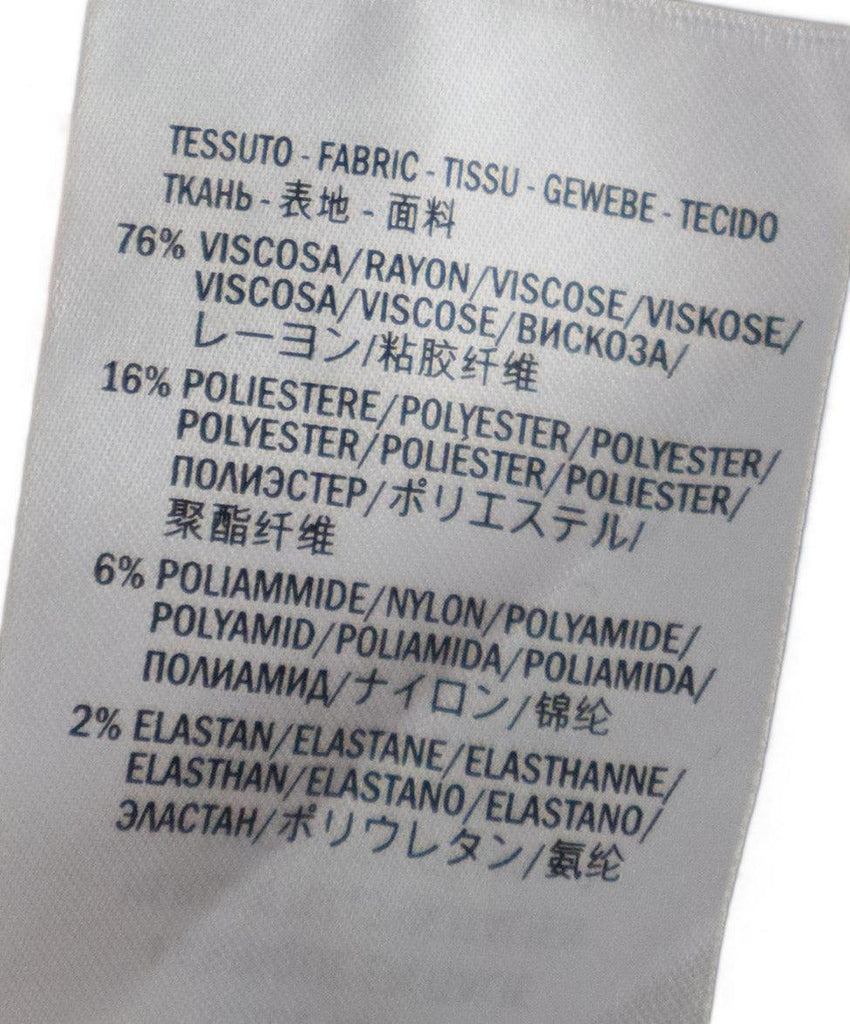 TESSUTO - FABRIC - TISSU - GEWEBE - TECIDO
ТКАНЬ - 表地 - 面料
76% VISCOSA/RAYON/VISCOSE/VISKOSE/
VISCOSA/VISCOSE/ВИСКОЗА/
レーヨン/粘胶纤维
16% POLIESTERE/POLYESTER/POLYESTER/
POLYESTER/POLIÉSTER/POLIESTER/
ПОЛИЭСТЕР/ポリエステル/
聚酯纤维
6% POLIAMMIDE/NYLON/POLYAMIDE/
POLYAMID/POLIAMIDA/POLIAMIDA/
ПОЛИАМИД/ナイロン/锦纶
2% ELASTAN/ELASTANE/ELASTHANNE/
ELASTHAN/ELASTANO/ELASTANO/
ЭЛАСТАН/ポリウレタン/氨纶